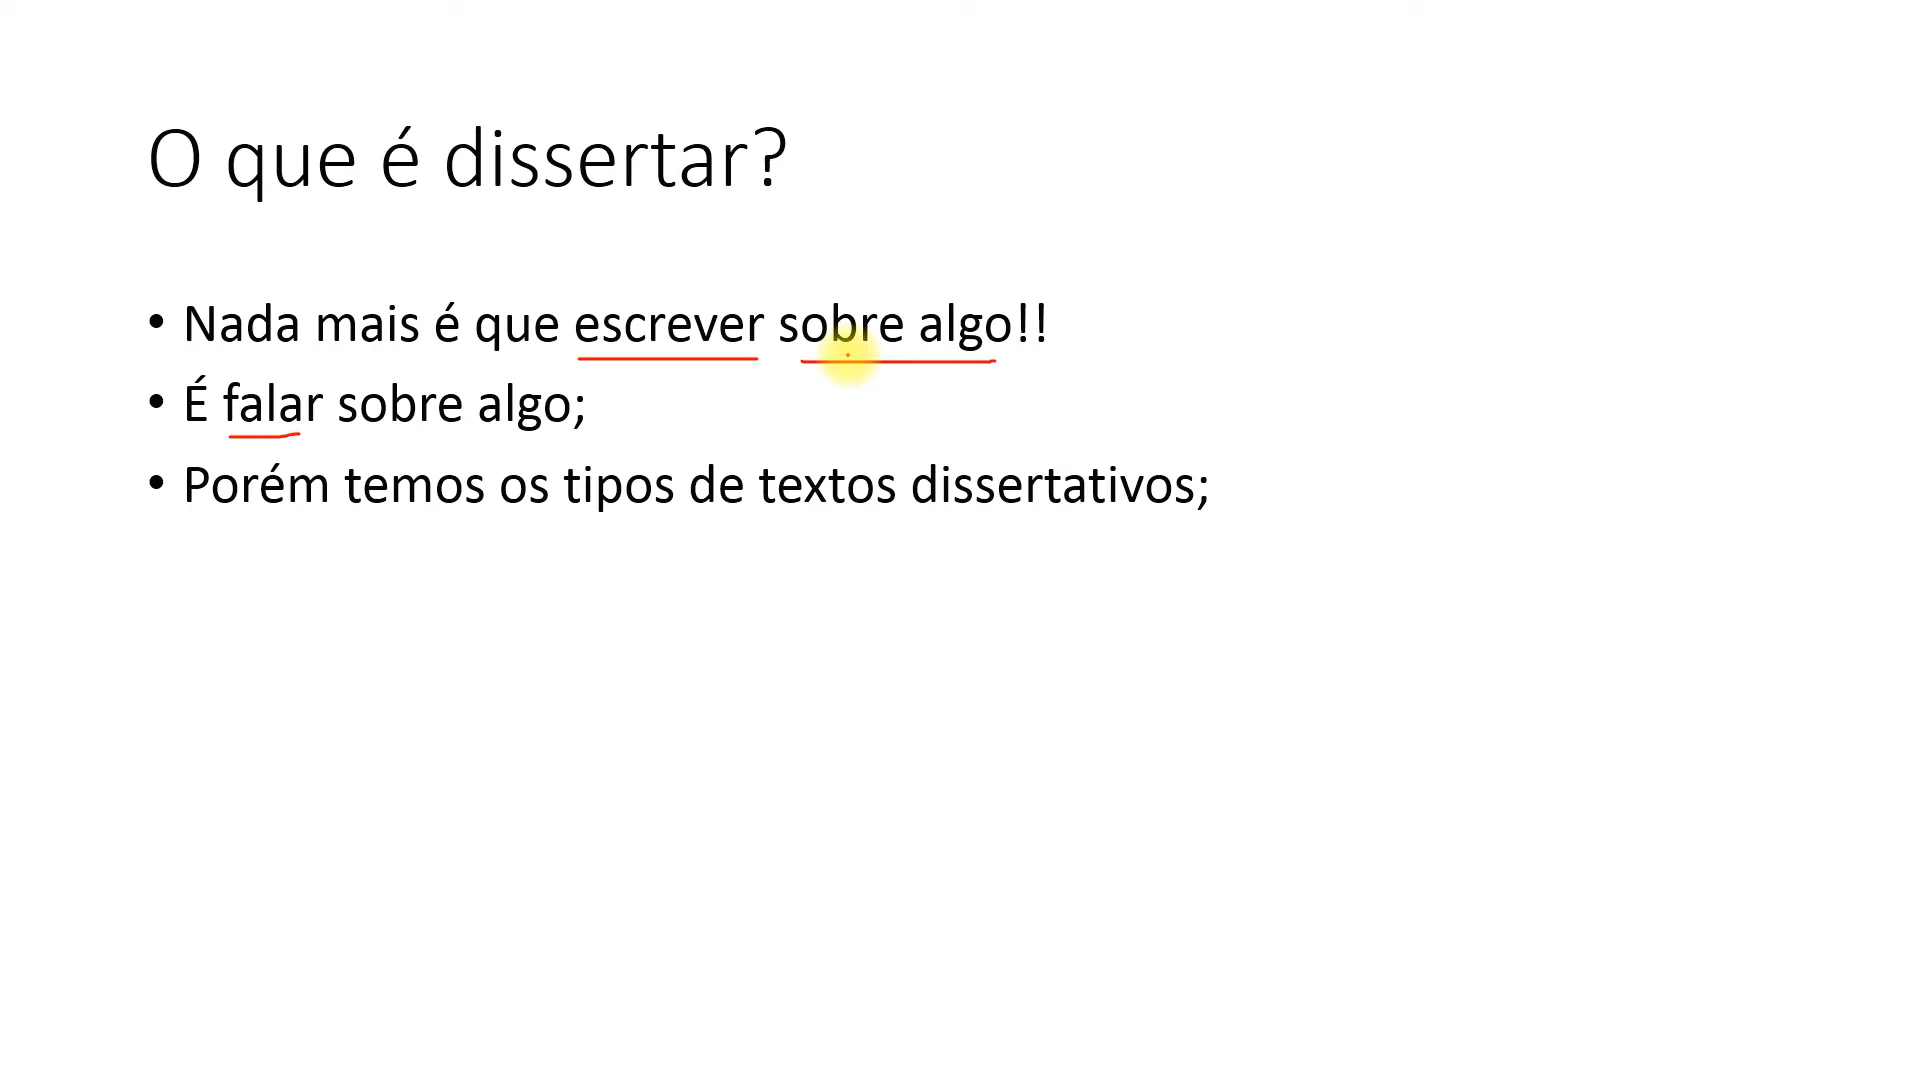 O que é dissertar?
• Nada mais é que escrever sobre algo!!
• É falar sobre algo;
• Porém temos os tipos de textos dissertativos;